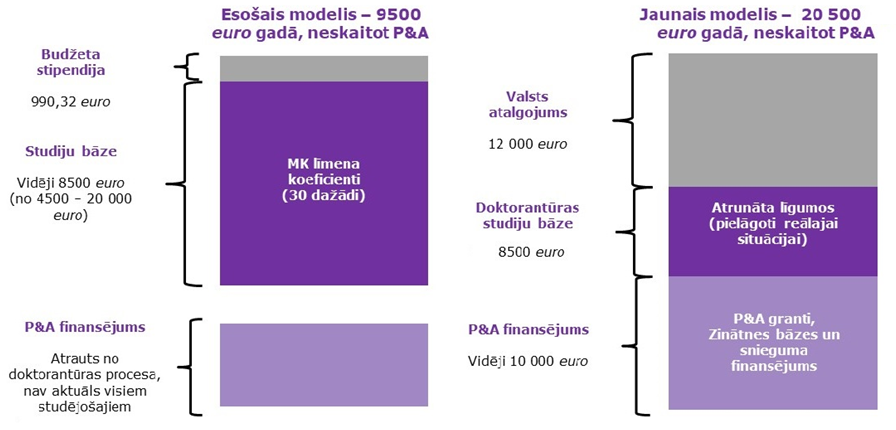 Esošais modelis – 9500
euro gadā, neskaitot P&A
Budžeta
stipendija
990,32 euro
Studiju bāze
Vidēji 8500 euro
(no 4500 – 20 000
euro)
MK līmeņa
koeficienti
(30 dažādi)
P&A finansējums
Atrauts no
doktorantūras procesa,
nav aktuāls visiem
studējošajiem
Jaunais modelis – 20 500
euro gadā, neskaitot P&A
Valsts
atalgojums
12 000 euro
Doktorantūras
studiju bāze
8500 euro
Atrunāta līgumos
(pielāgoti reālajai
situācijai)
P&A finansējums
Vidēji 10 000 euro
P&A granti,
Zinātnes bāzes un
snieguma
finansējums